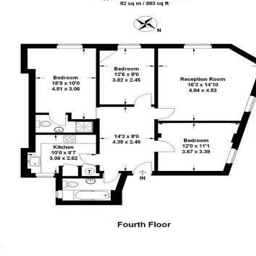 82 sq m / 883 sq ft
N
Bedroom
15'9 x 10'0
4.81 x 3.06
Bedroom
12'6 x 8'0
3.82 x 2.45
Reception Room
16'2 x 14'10
4.94 x 4.53
Kitchen
10'0 x 8'7
3.06 x 2.62
14'3 x 8'0
4.35 x 2.45
Bedroom
12'0 x 11'1
3.67 x 3.39
T
IN
Fourth Floor